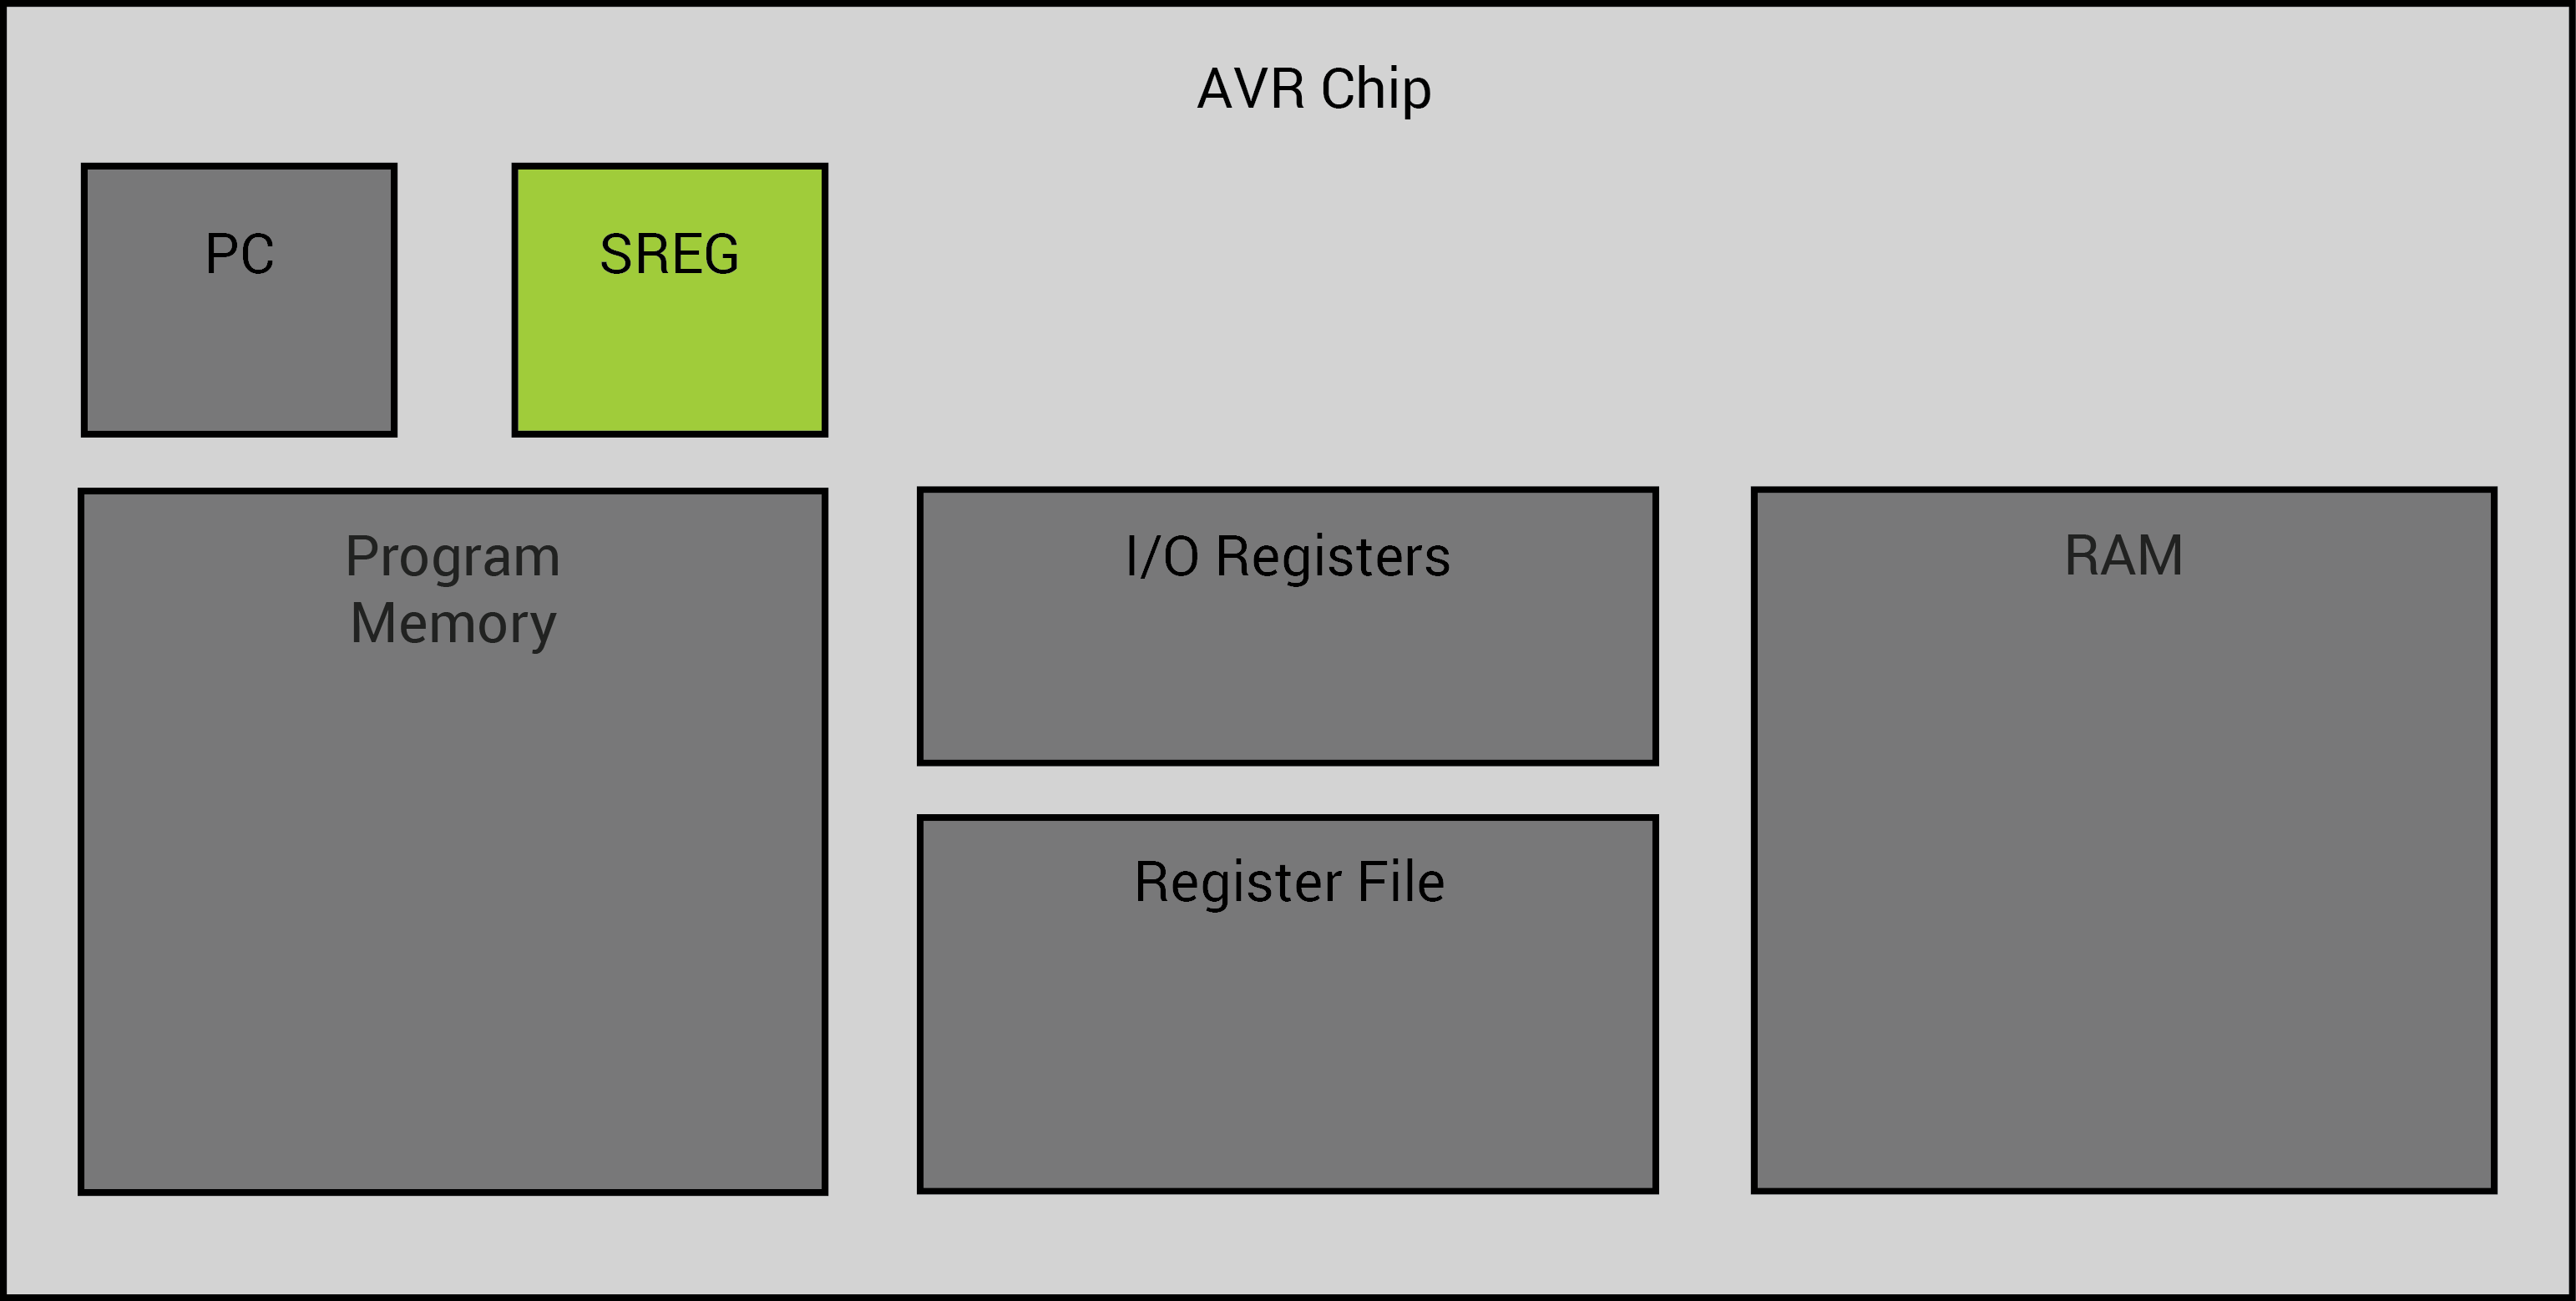 AVR Chip
PC
SREG
Program
Memory
I/O Registers
RAM
Register File